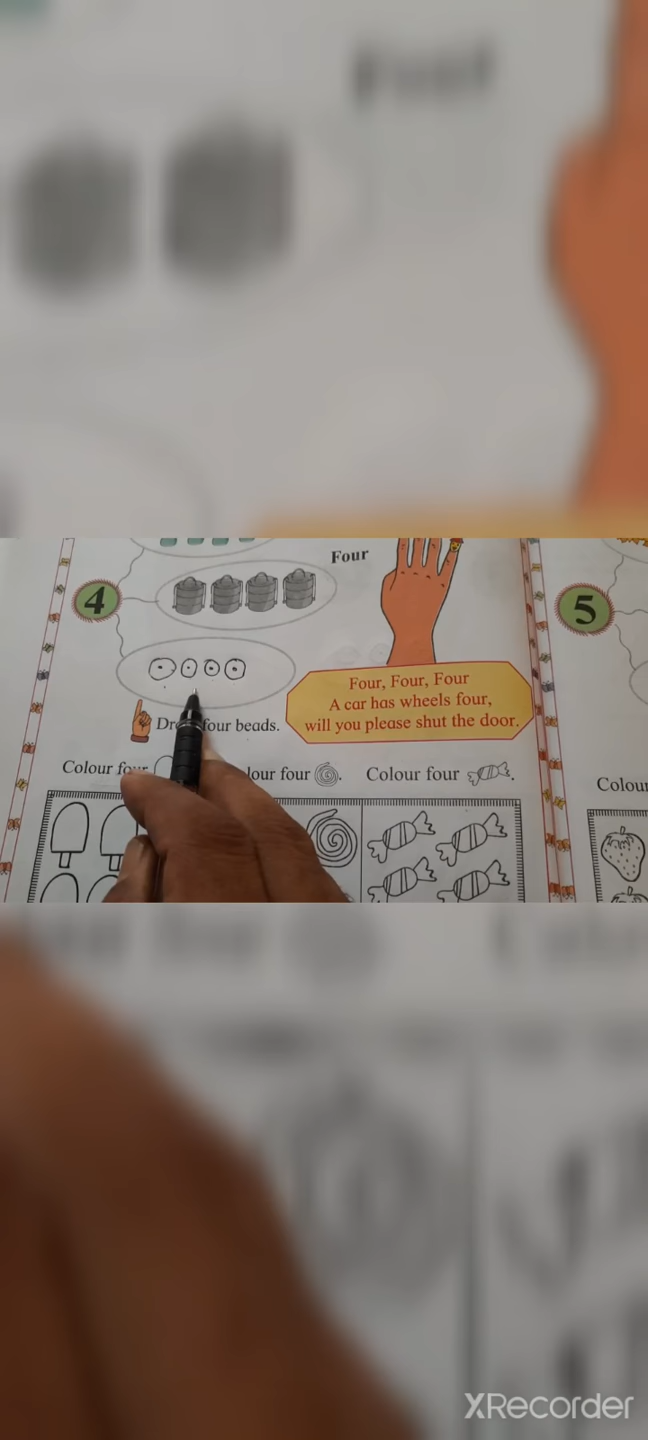 Four
4
5
Four, Four, Four
A car has wheels four,
will you please shut the door.
four beads.
Colour four
four
Colour four
XRecorder